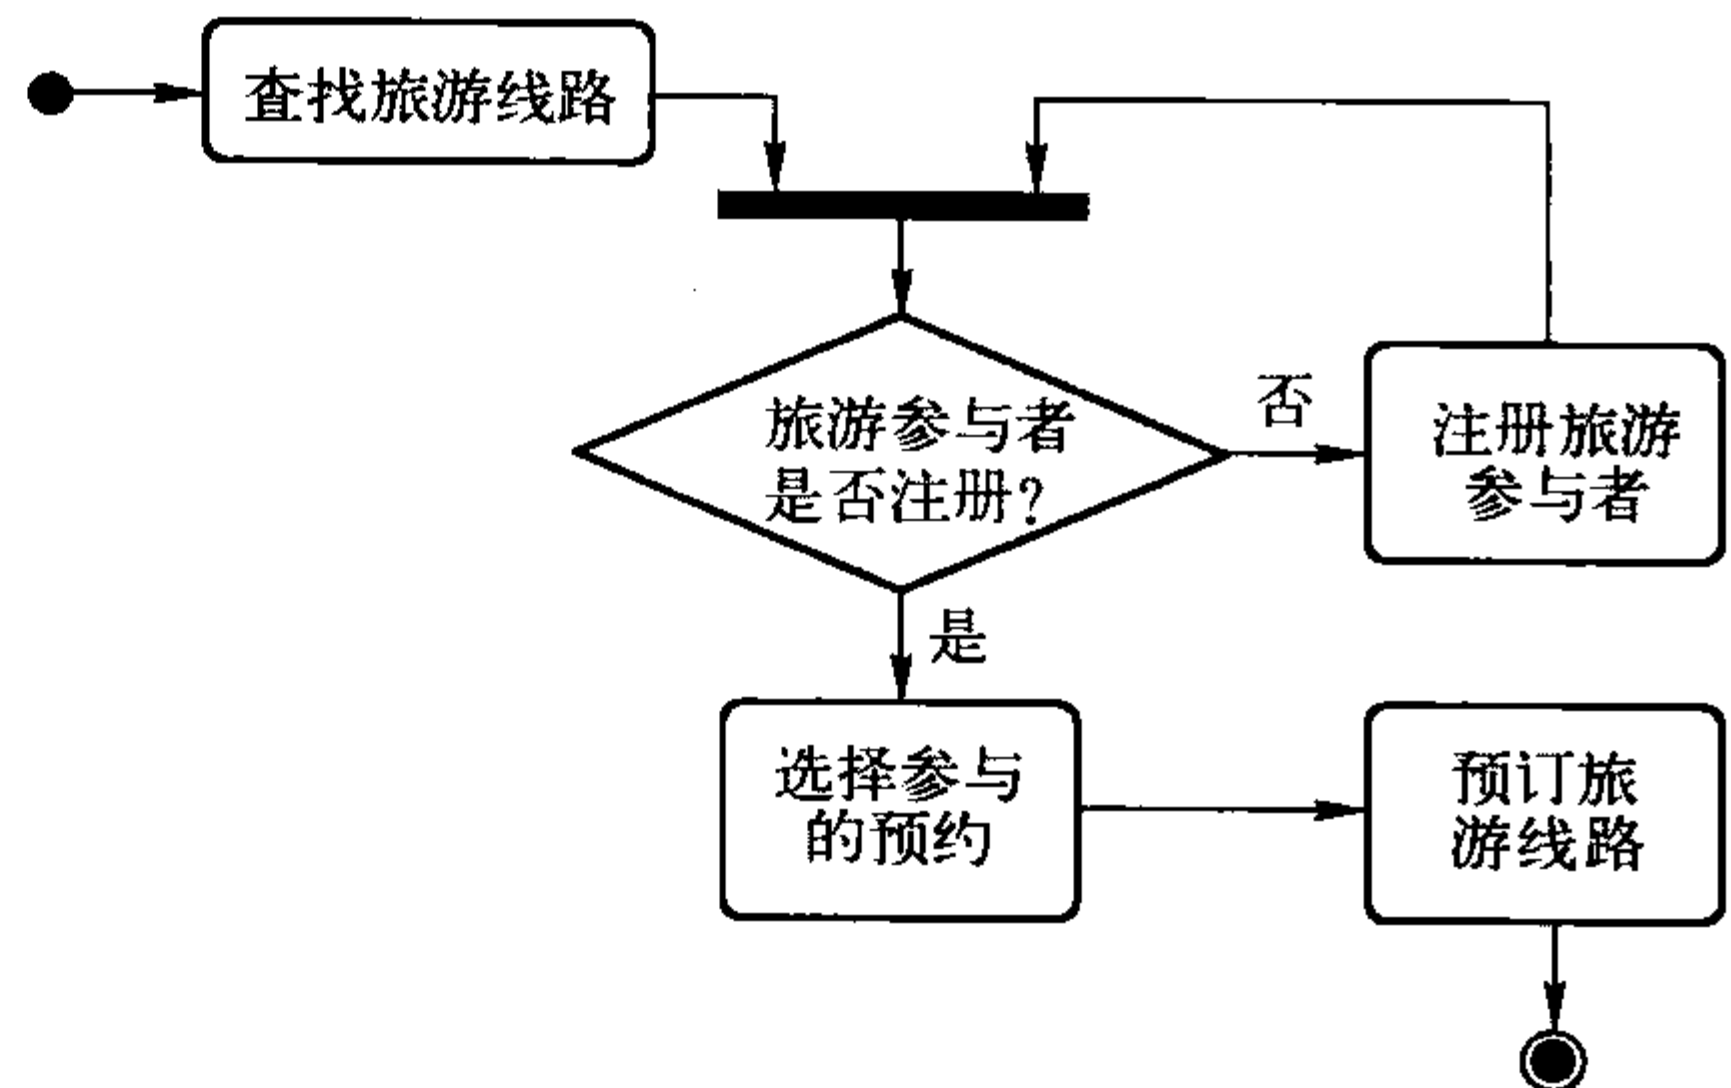 查找旅游线路
旅游参与者
是否注册?
否
注册旅游
参与者
是
选择参与
的预约
预订旅
游线路